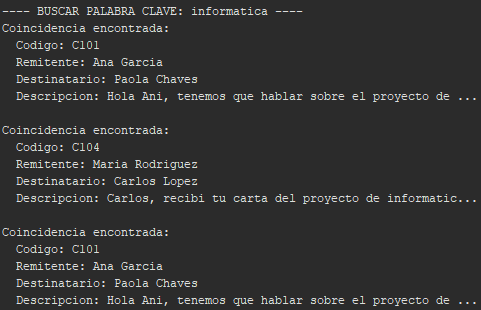 ---- BUSCAR PALABRA CLAVE: informatica ----
Coincidencia encontrada:
Codigo: C101
Remitente: Ana Garcia
Destinatario: Paola Chaves
Descripcion: Hola Ani, tenemos que hablar sobre el proyecto de ...
Coincidencia encontrada:
Codigo: C104
Remitente: Maria Rodriguez
Destinatario: Carlos Lopez
Descripcion: Carlos, recibi tu carta del proyecto de informatic...
Coincidencia encontrada:
Codigo: C101
Remitente: Ana Garcia
Destinatario: Paola Chaves
Descripcion: Hola Ani, tenemos que hablar sobre el proyecto de ...